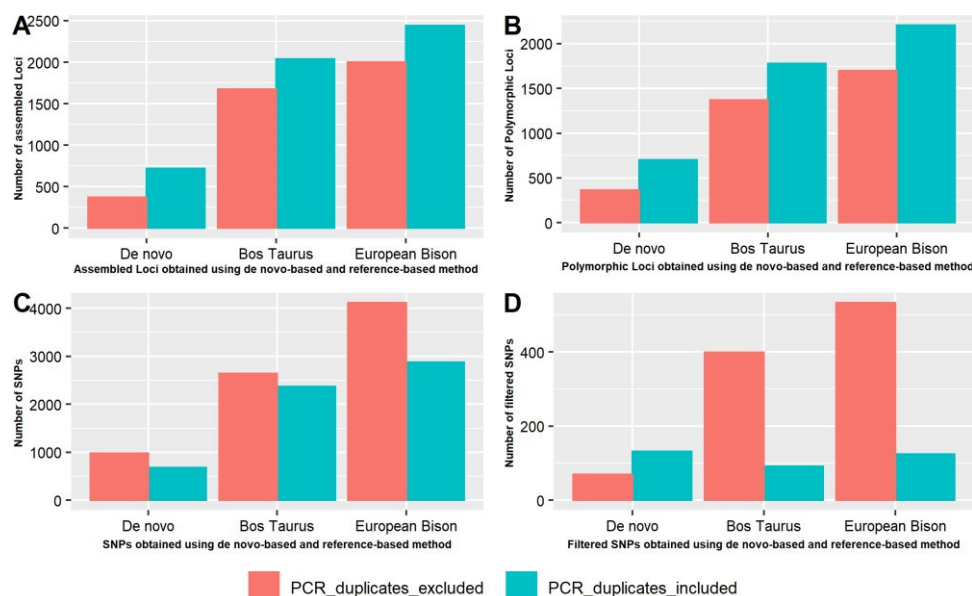 A
Number of assembled Loci
2500
2000
1500
1000
500
0
De novo Bos Taurus European Bison
Assembled Loci obtained using de novo-based and reference-based method
B
Number of Polymorphic Loci
2000
1500
1000
500
0
De novo Bos Taurus European Bison
Polymorphic Loci obtained using de novo-based and reference-based method
C
Number of SNPs
4000
3000
2000
1000
0
De novo Bos Taurus European Bison
SNPs obtained using de novo-based and reference-based method
D
Number of filtered SNPs
400
200
0
De novo Bos Taurus European Bison
Filtered SNPs obtained using de novo-based and reference-based method
PCR_duplicates_excluded PCR_duplicates_included